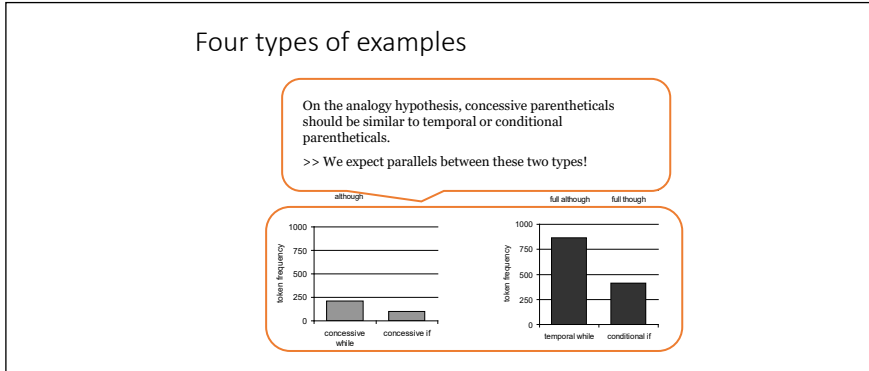 Four types of examples
On the analogy hypothesis, concessive parentheticals
should be similar to temporal or conditional
parentheticals.
>> We expect parallels between these two types!
although
full although
full though
1000
750
500
250
0
token frequency
concessive
while
concessive if
1000
750
500
250
0
token frequency
temporal while
conditional if